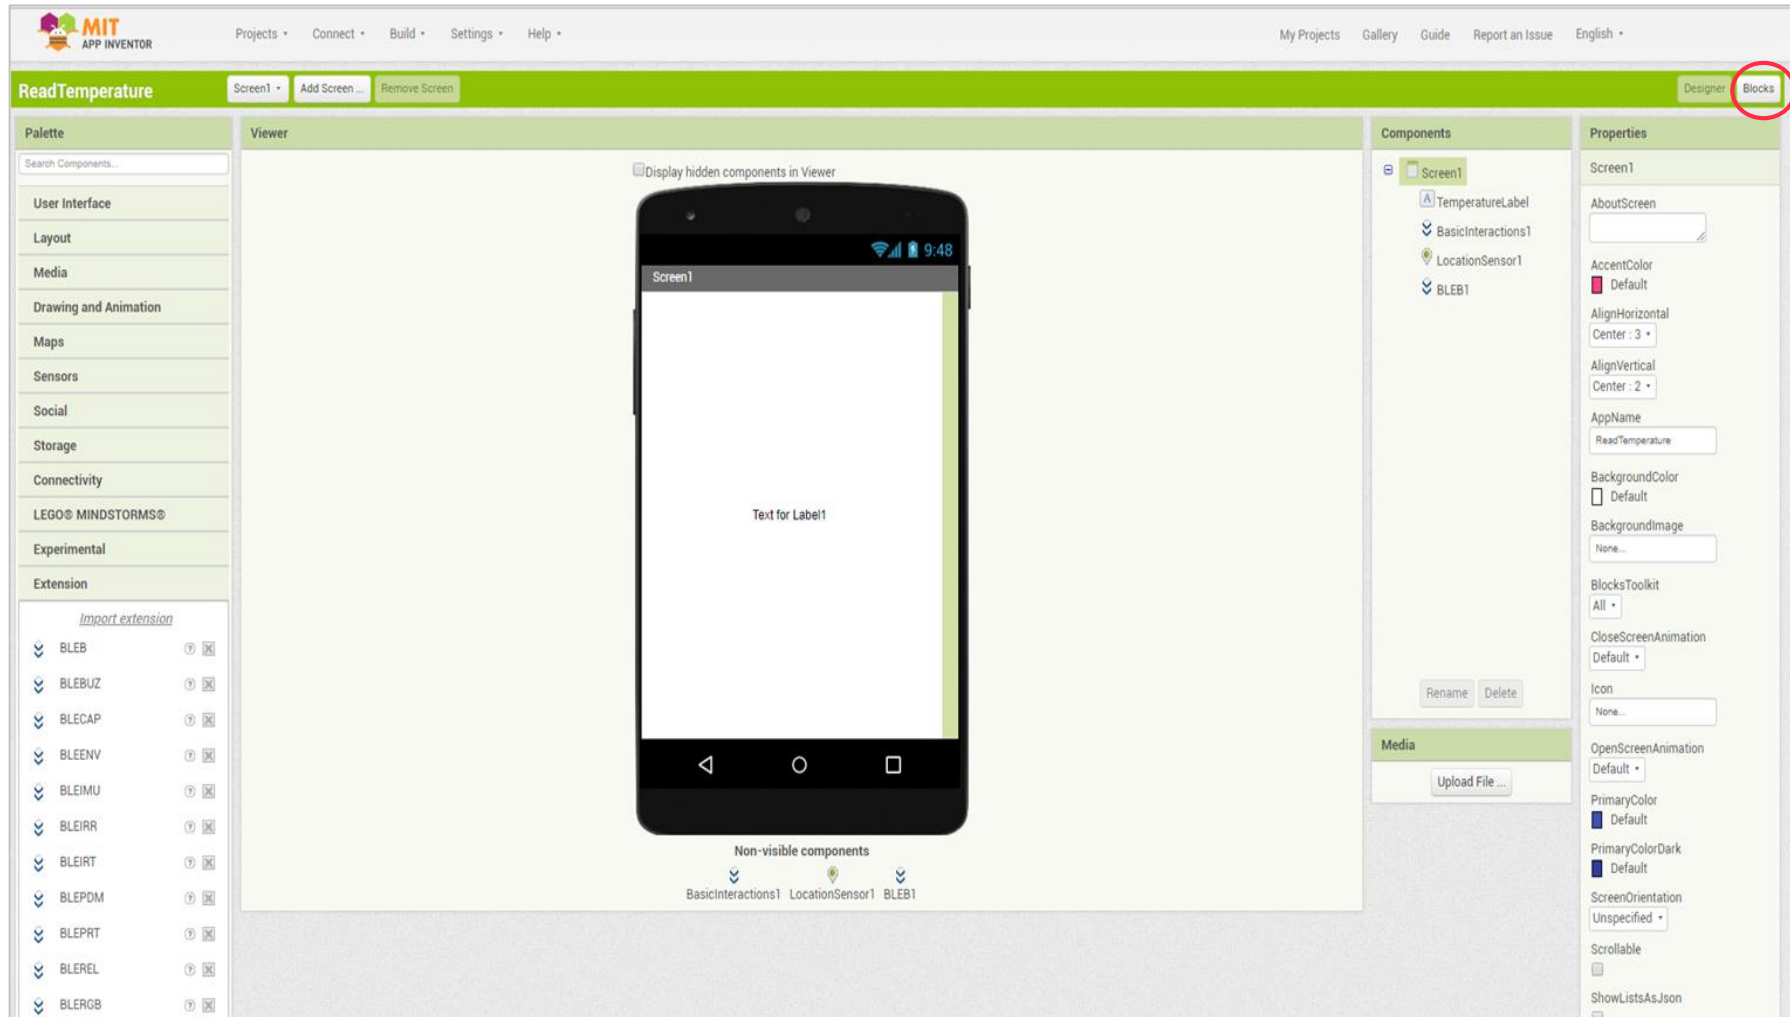 MIT
APP INVENTOR
Projects Connect Build Settings Help My Projects Gallery Guide Report an Issue English
ReadTemperature Screen1 Add Screen ... Remove Screen Designer Blocks
Palette
Search Components...
User Interface
Layout
Media
Drawing and Animation
Maps
Sensors
Social
Storage
Connectivity
LEGO® MINDSTORMS®
Experimental
Extension
Import extension
BLEB
BLEBUZ
BLECAP
BLEENV
BLEIMU
BLEIRR
BLEIRT
BLEPDM
BLEPRT
BLEREL
BLERGB
Viewer
Display hidden components in Viewer
9:48
Screen1
Text for Label1
Non-visible components
BasicInteractions1 LocationSensor1 BLEB1
Components
Screen1
TemperatureLabel
BasicInteractions1
LocationSensor1
BLEB1
Rename Delete
Media
Upload File ...
Properties
Screen1
AboutScreen
AccentColor
Default
AlignHorizontal
Center : 3
AlignVertical
Center : 2
AppName
ReadTemperature
BackgroundColor
Default
BackgroundImage
None...
BlocksToolkit
All
CloseScreenAnimation
Default
Icon
None...
OpenScreenAnimation
Default
PrimaryColor
Default
PrimaryColorDark
Default
ScreenOrientation
Unspecified
Scrollable
ShowListsAsJson